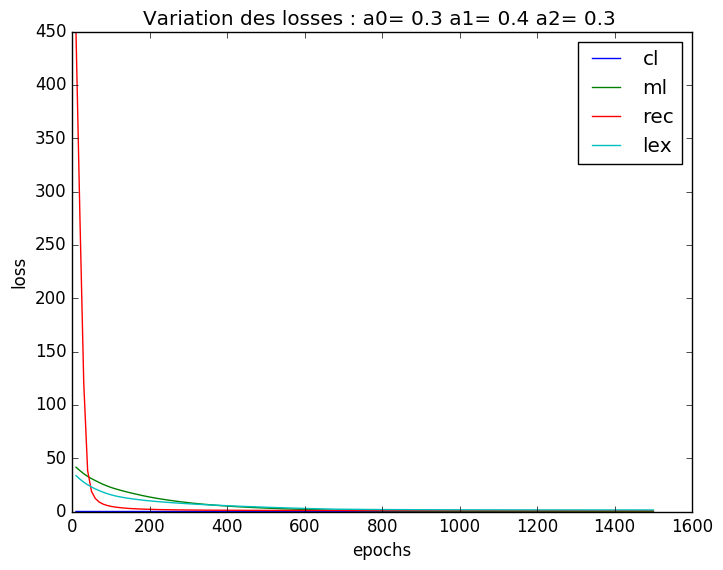 Variation des losses : a0= 0.3 a1= 0.4 a2= 0.3
450
400
350
300
250
200
150
100
50
0
loss
cl
ml
rec
lex
0 200 400 600 800 1000 1200 1400 1600
epochs